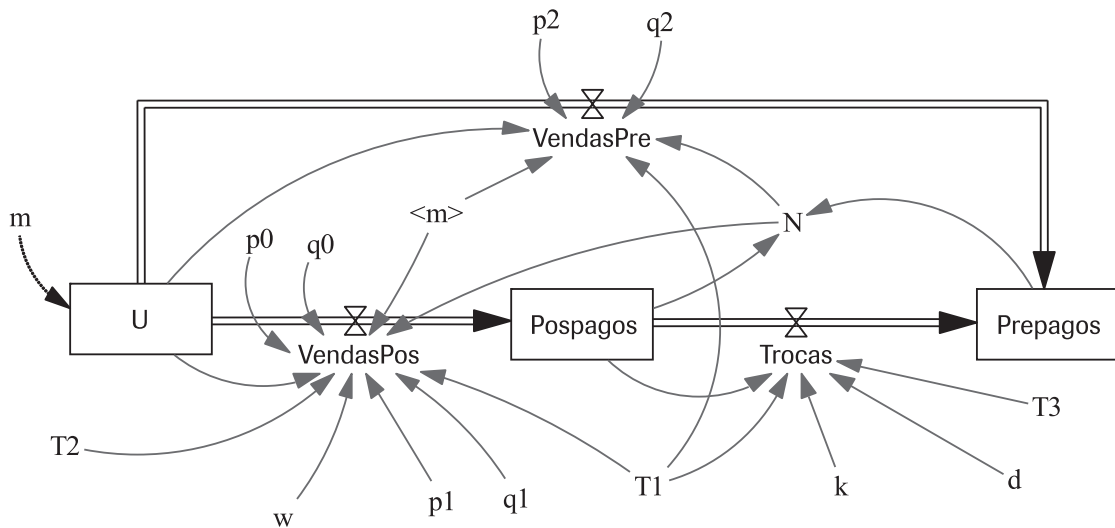 p2
q2
VendasPre
m
<m>
N
p0
q0
U
Pospagos
Prepagos
VendasPos
Trocas
T2
T3
w
p1
q1
T1
k
d